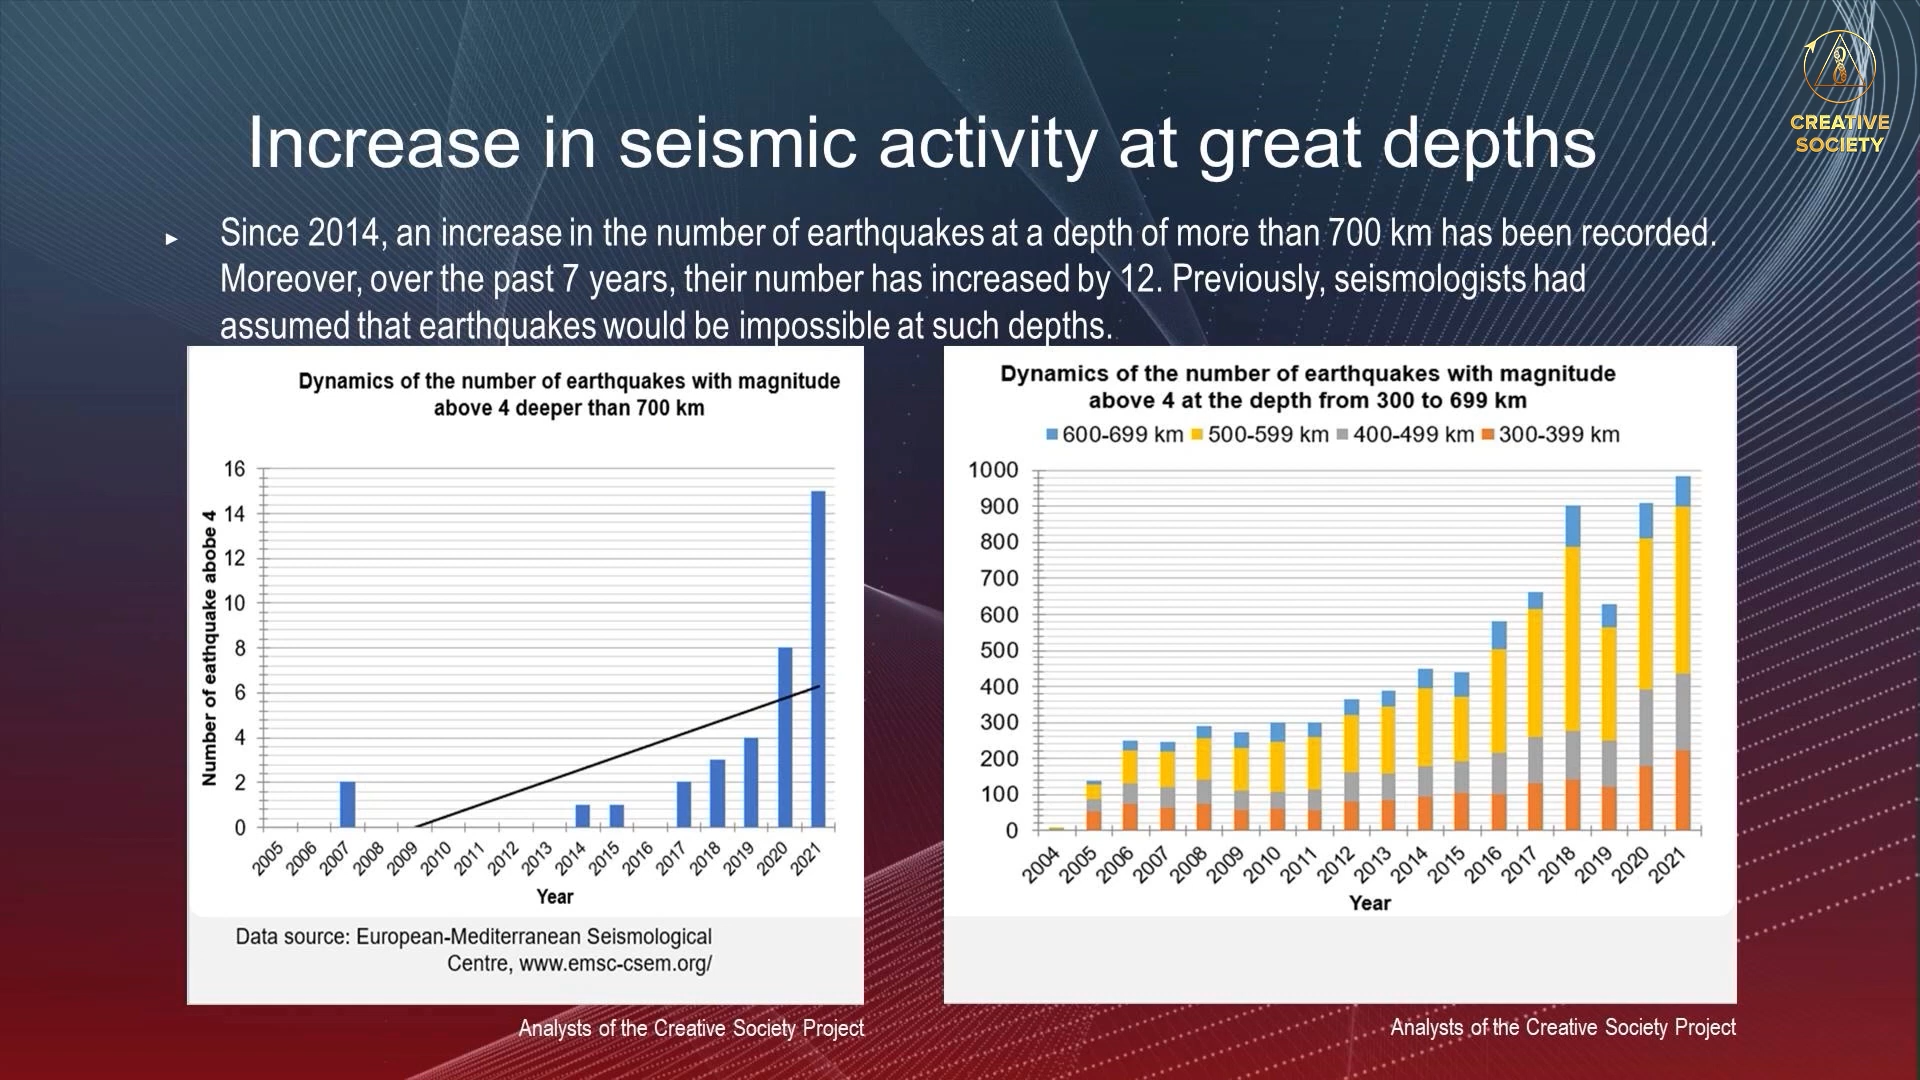 CREATIVE
SOCIETY
Increase in seismic activity at great depths
► Since 2014, an increase in the number of earthquakes at a depth of more than 700 km has been recorded.
Moreover, over the past 7 years, their number has increased by 12. Previously, seismologists had
assumed that earthquakes would be impossible at such depths.
Dynamics of the number of earthquakes with magnitude
above 4 deeper than 700 km
Number of eathquake abobe 4
16
14
12
10
8
6
4
2
0
2005 2006 2007 2008 2009 2010 2011 2012 2013 2014 2015 2016 2017 2018 2019 2020 2021
Year
Data source: European-Mediterranean Seismological
Centre, www.emsc-csem.org/
Analysts of the Creative Society Project
Dynamics of the number of earthquakes with magnitude
above 4 at the depth from 300 to 699 km
600-699 km 500-599 km 400-499 km 300-399 km
1000
900
800
700
600
500
400
300
200
100
0
2004 2005 2006 2007 2008 2009 2010 2011 2012 2013 2014 2015 2016 2017 2018 2019 2020 2021
Year
Analysts of the Creative Society Project